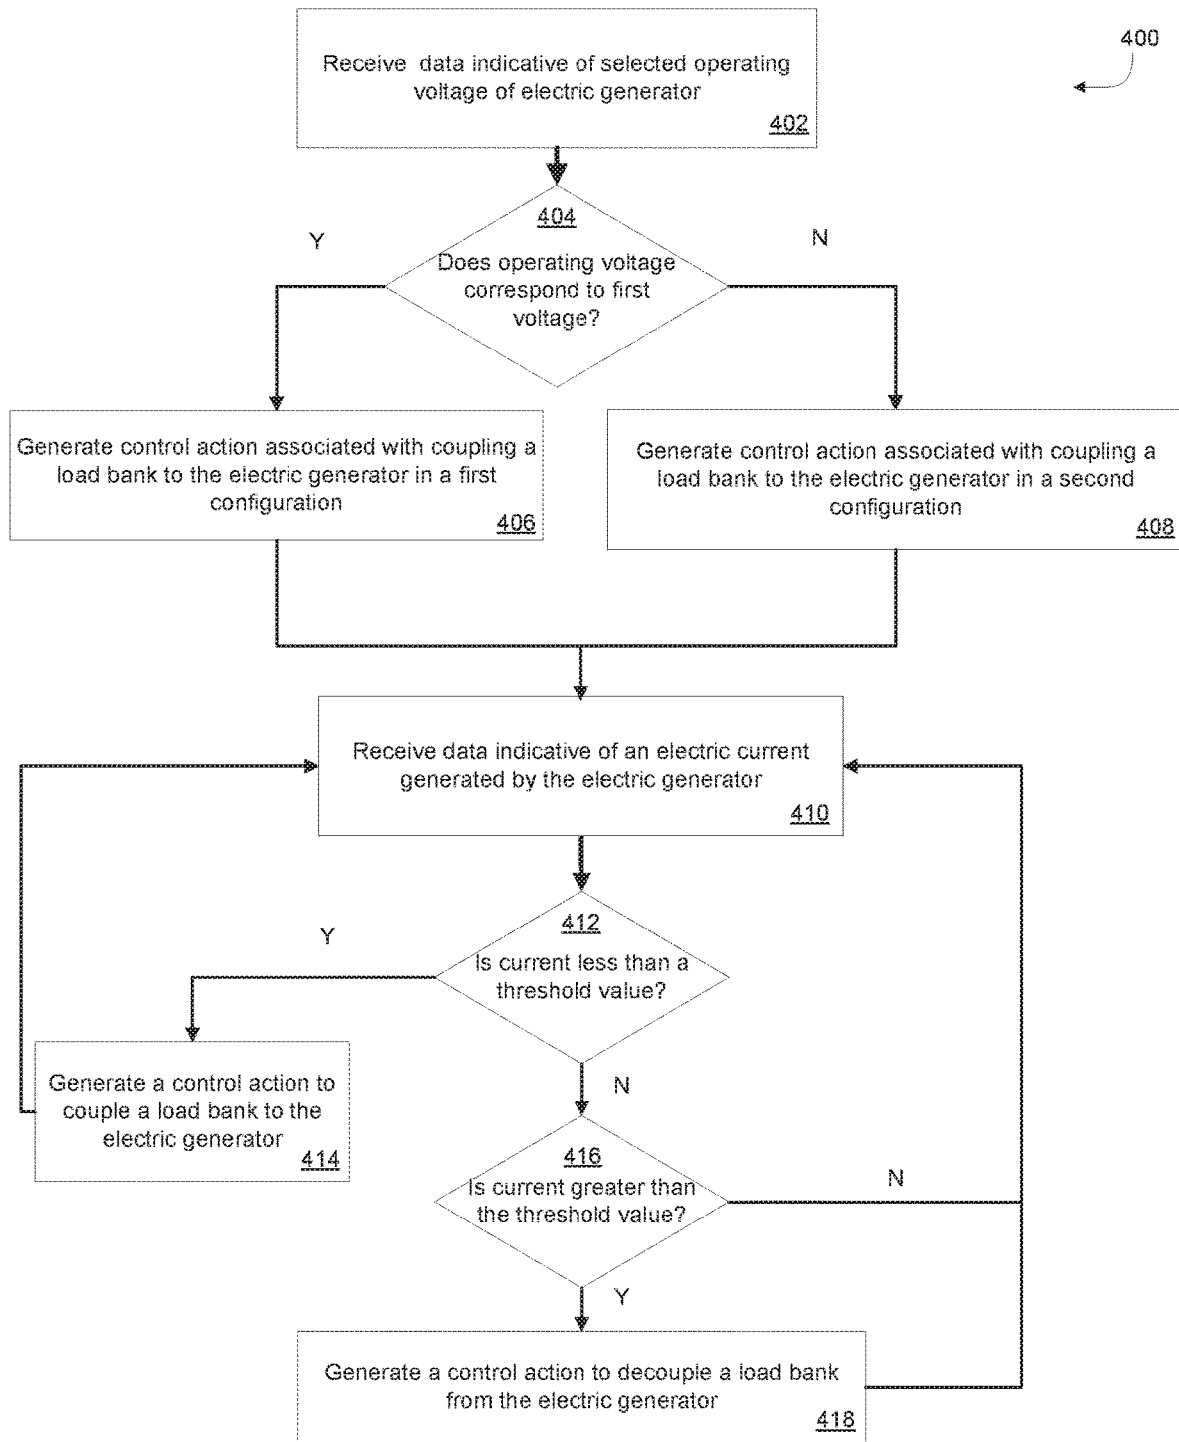 400
Receive data indicative of selected operating
voltage of electric generator
402
404
Y
N
Does operating voltage
correspond to first
voltage?
Generate control action associated with coupling a
load bank to the electric generator in a first
configuration
406
Generate control action associated with coupling a
load bank to the electric generator in a second
configuration
408
Receive data indicative of an electric current
generated by the electric generator
410
412
Y
Is current less than a
threshold value?
N
Generate a control action to
couple a load bank to the
electric generator
414
416
N
Is current greater than
the threshold value?
Y
Generate a control action to decouple a load bank
from the electric generator
418